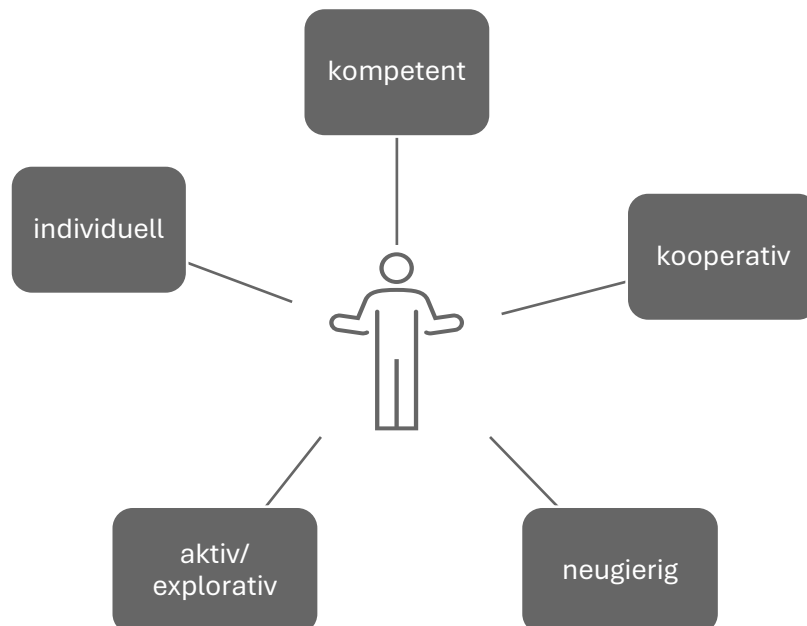 kompetent
individuell
kooperativ
aktiv/
explorativ
neugierig